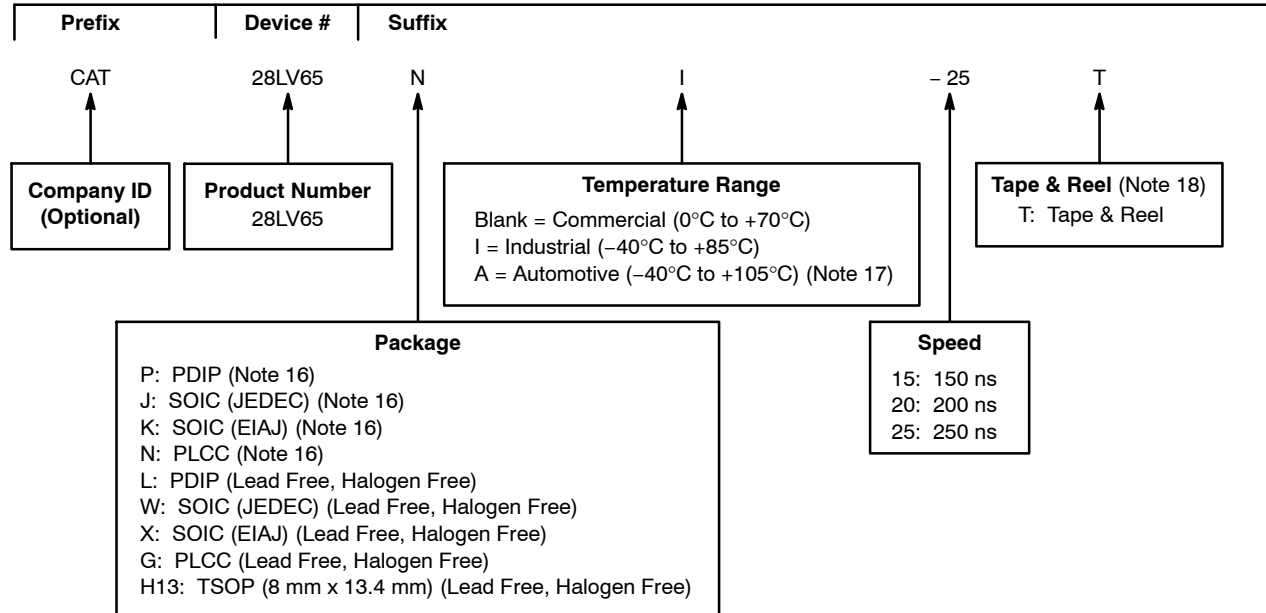 Prefix Device # Suffix
CAT 28LV65 N I – 25 T
Company ID
(Optional)
Product Number
28LV65
Temperature Range
Blank = Commercial (0°C to +70°C)
I = Industrial (−40°C to +85°C)
A = Automotive (−40°C to +105°C) (Note 17)
Tape & Reel (Note 18)
T: Tape & Reel
Package
P: PDIP (Note 16)
J: SOIC (JEDEC) (Note 16)
K: SOIC (EIAJ) (Note 16)
N: PLCC (Note 16)
L: PDIP (Lead Free, Halogen Free)
W: SOIC (JEDEC) (Lead Free, Halogen Free)
X: SOIC (EIAJ) (Lead Free, Halogen Free)
G: PLCC (Lead Free, Halogen Free)
H13: TSOP (8 mm x 13.4 mm) (Lead Free, Halogen Free)
Speed
15: 150 ns
20: 200 ns
25: 250 ns